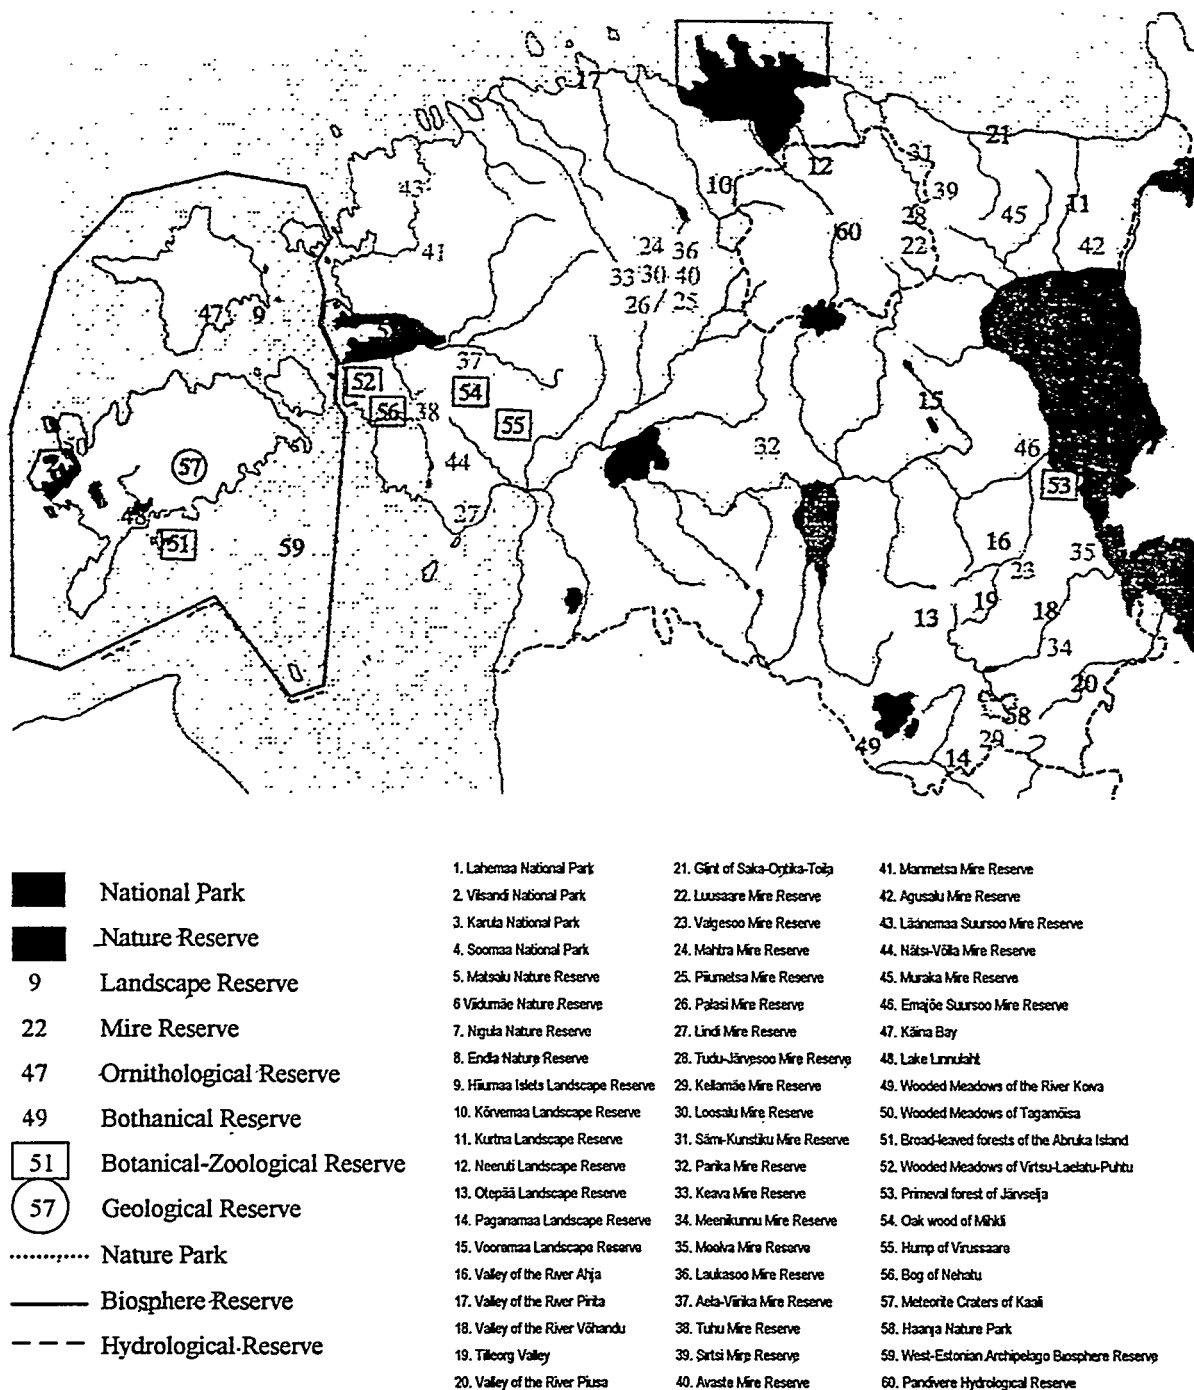 17
21
31
12
10
43
39
11
45
28
60
24
36
41
22
42
33
30
40
26
25
47
9
5
37
52
54
15
56
38
55
50
32
46
57
44
53
2
27
48
51
59
16
35
23
19
18
13
34
20
58
49
29
14
National Park
Nature Reserve
9 Landscape Reserve
22 Mire Reserve
47 Ornithological Reserve
49 Bothanical Reserve
51 Botanical-Zoological Reserve
57 Geological Reserve
Nature Park
Biosphere Reserve
Hydrological Reserve
1. Lahemaa National Park
2. Vilsandi National Park
3. Karula National Park
4. Soomaa National Park
5. Matsalu Nature Reserve
6 Viidumäe Nature Reserve
7. Nigula Nature Reserve
8. Endla Nature Reserve
9. Hiiumaa Islets Landscape Reserve
10. Kõrvemaa Landscape Reserve
11. Kurtna Landscape Reserve
12. Neeruti Landscape Reserve
13. Otepää Landscape Reserve
14. Paganamaa Landscape Reserve
15. Vooremaa Landscape Reserve
16. Valley of the River Ahja
17. Valley of the River Pirita
18. Valley of the River Võhandu
19. Tilleorg Valley
20. Valley of the River Piusa
21. Glint of Saka-Ontika-Toila
22. Luusaare Mire Reserve
23. Valgesoo Mire Reserve
24. Mahtra Mire Reserve
25. Piiumetsa Mire Reserve
26. Palasi Mire Reserve
27. Lindi Mire Reserve
28. Tudu-Järvesoo Mire Reserve
29. Kellamäe Mire Reserve
30. Loosalu Mire Reserve
31. Sämi-Kunstiku Mire Reserve
32. Parika Mire Reserve
33. Keava Mire Reserve
34. Meenikunnu Mire Reserve
35. Meelva Mire Reserve
36. Laukasoo Mire Reserve
37. Aela-Viirika Mire Reserve
38. Tuhu Mire Reserve
39. Sirtsi Mire Reserve
40. Avaste Mire Reserve
41. Marimetsa Mire Reserve
42. Agusalu Mire Reserve
43. Läänemaa Suursoo Mire Reserve
44. Nätsi-Võlla Mire Reserve
45. Muraka Mire Reserve
46. Emajõe Suursoo Mire Reserve
47. Käina Bay
48. Lake Linnulaht
49. Wooded Meadows of the River Koiva
50. Wooded Meadows of Tagamõisa
51. Broad-leaved forests of the Abruka Island
52. Wooded Meadows of Virtsu-Laelatu-Puhtu
53. Primeval forest of Järvselja
54. Oak wood of Mihkli
55. Hump of Virussaare
56. Bog of Nehatu
57. Meteorite Craters of Kaali
58. Haanja Nature Park
59. West-Estonian Archipelago Biosphere Reserve
60. Pandivere Hydrological Reserve